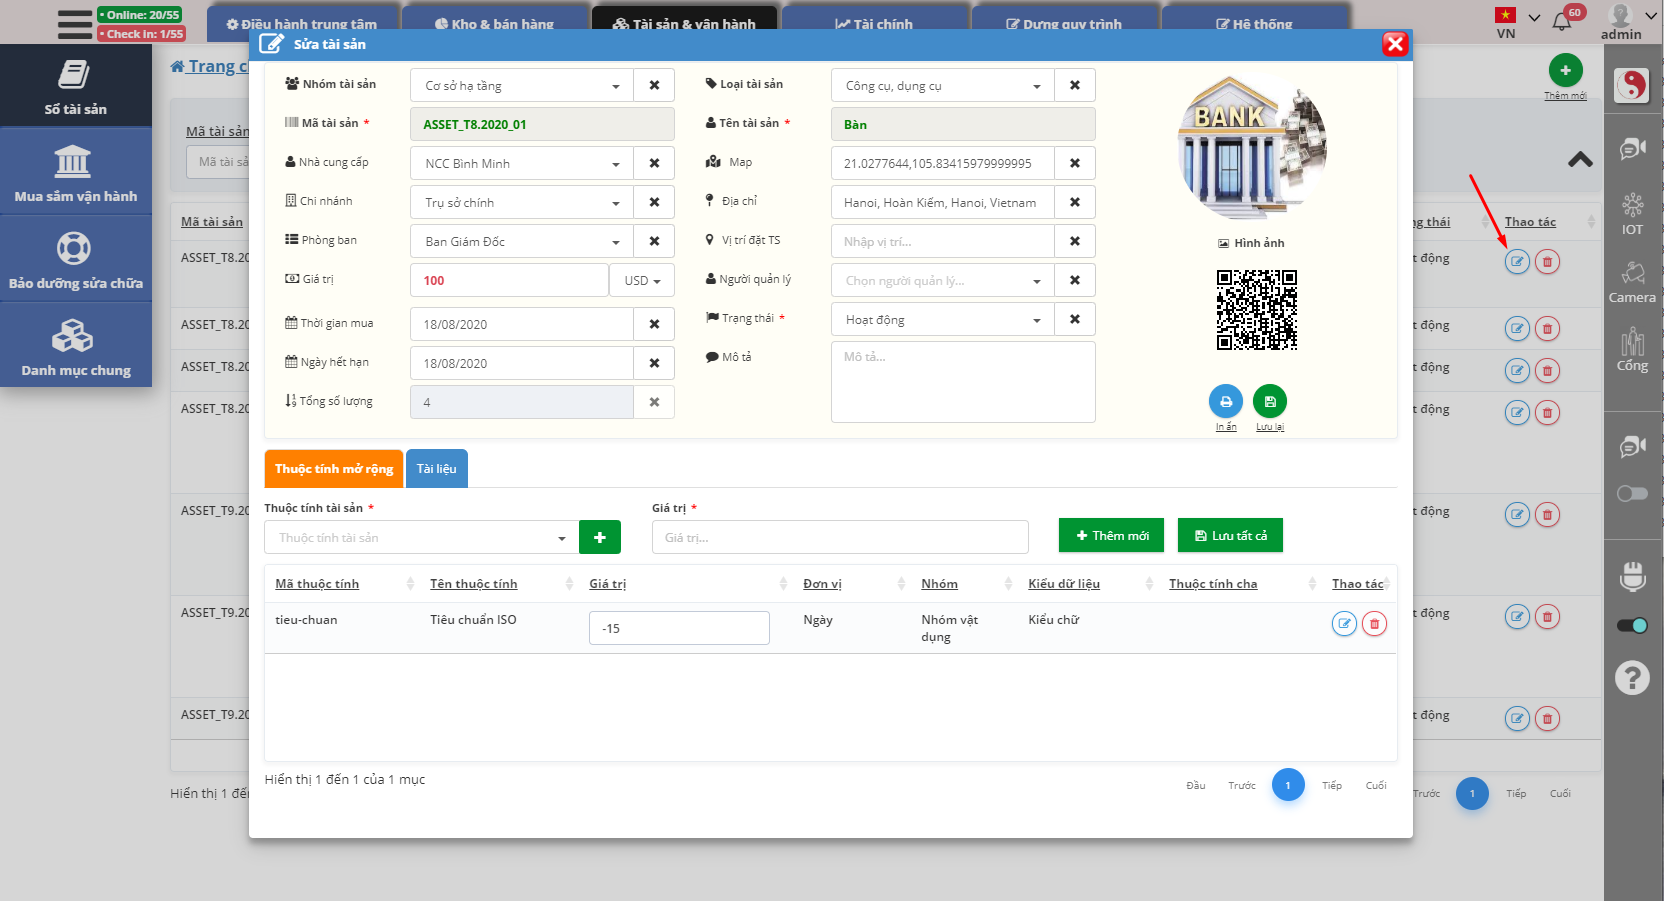 Online: 20/55
Check in: 1/55
Điều hành trung tâm
Kho & bán hàng
Tài sản & vận hành
Tài chính
Dựng quy trình
Hệ thống
VN
60
admin
Sổ tài sản
Mua sắm vận hành
Bảo dưỡng sửa chữa
Danh mục chung
Trang c
Thêm mới
Mã tài sản
Mã tài sả
Mã tài sản
ng thái
Thao tác
ASSET_T8.20
t động
ASSET_T8.20
t động
ASSET_T8.20
t động
ASSET_T8.20
t động
ASSET_T9.20
t động
ASSET_T9.20
t động
ASSET_T9.20
t động
Hiển thị 1 đế
Trước
1
Tiếp
Cuối
IOT
Camera
Cổng
Sửa tài sản
Nhóm tài sản
Cơ sở hạ tầng
Loại tài sản
Công cụ, dụng cụ
Mã tài sản *
ASSET_T8.2020_01
Tên tài sản *
Bàn
Nhà cung cấp
NCC Bình Minh
Map
21.0277644,105.83415979999995
Chi nhánh
Trụ sở chính
Địa chỉ
Hanoi, Hoàn Kiếm, Hanoi, Vietnam
Phòng ban
Ban Giám Đốc
Vị trí đặt TS
Nhập vị trí...
Giá trị
100
USD
Người quản lý
Chọn người quản lý...
Thời gian mua
18/08/2020
Trạng thái *
Hoạt động
Ngày hết hạn
18/08/2020
Mô tả
Mô tả...
Tổng số lượng
4
BANK
Hình ảnh
In ấn
Lưu lại
Thuộc tính mở rộng
Tài liệu
Thuộc tính tài sản *
Thuộc tính tài sản
Giá trị *
Giá trị...
Thêm mới
Lưu tất cả
Mã thuộc tính
Tên thuộc tính
Giá trị
Đơn vị
Nhóm
Kiểu dữ liệu
Thuộc tính cha
Thao tác
tieu-chuan
Tiêu chuẩn ISO
-15
Ngày
Nhóm vật
dụng
Kiểu chữ
Hiển thị 1 đến 1 của 1 mục
Đầu
Trước
1
Tiếp
Cuối